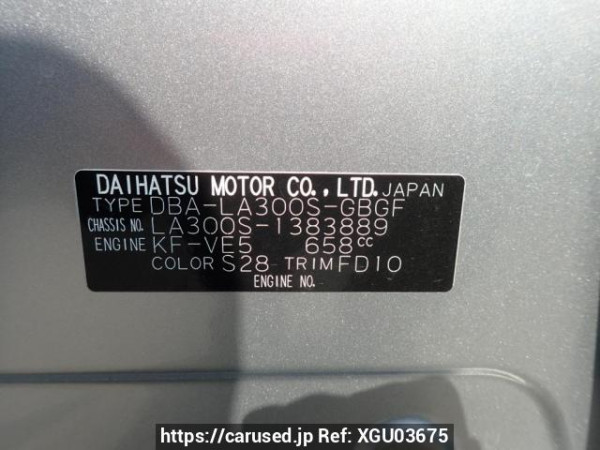 DAIHATSU MOTOR CO.,LTD. JAPAN
TYPE DBA-LA300S-GBGF
CHASSIS NO. LA300S-1383889
ENGINE KF-VE5 658cc
COLOR S28 TRIM FD10
ENGINE NO.
https://carused.jp Ref: XGU03675